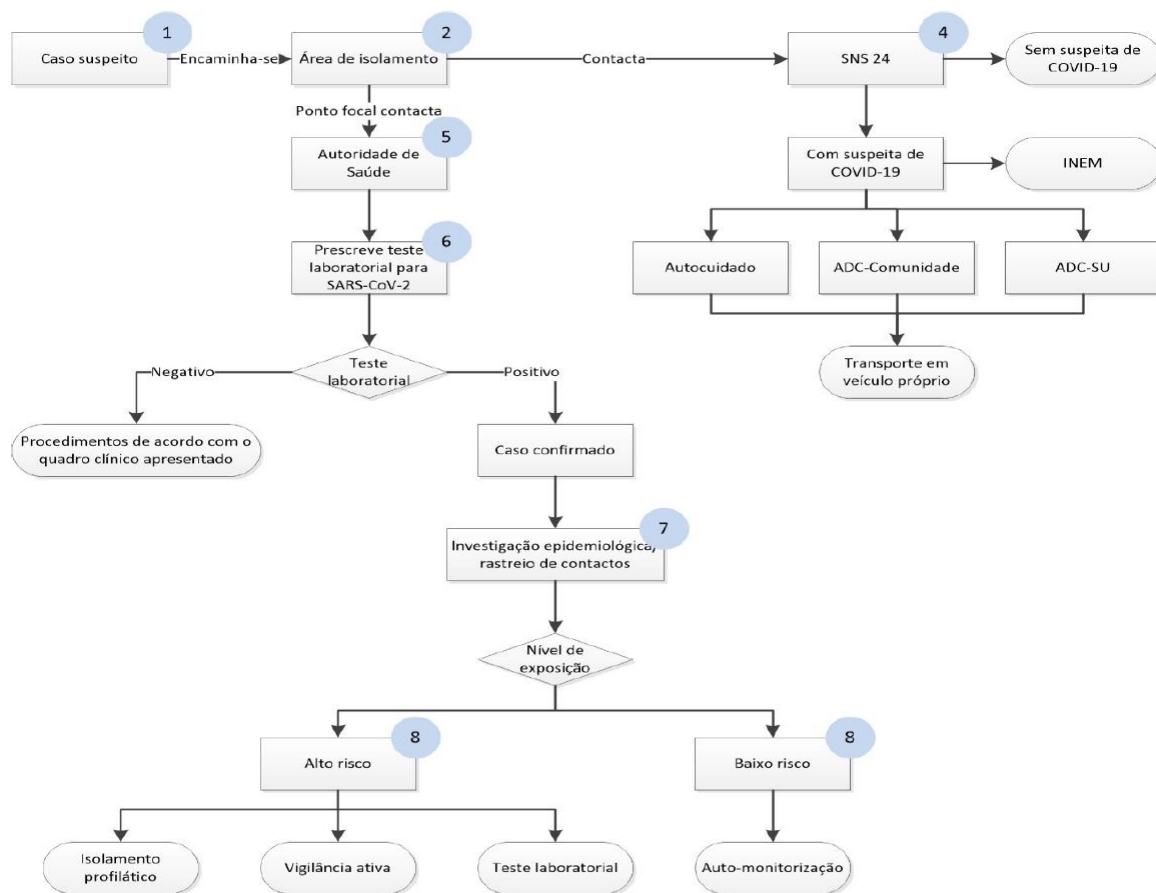 1
2
4
Caso suspeito
Encaminha-se
Área de isolamento
Contacta
SNS 24
Sem suspeita de
COVID-19
Ponto focal contacta
5
Autoridade de
Saúde
Com suspeita de
COVID-19
INEM
6
Prescreve teste
laboratorial para
SARS-CoV-2
Autocuidado
ADC-Comunidade
ADC-SU
Negativo
Teste
laboratorial
Positivo
Transporte em
veículo próprio
Procedimentos de acordo com o
quadro clínico apresentado
Caso confirmado
7
Investigação epidemiológica/
rastreio de contactos
Nível de
exposição
8
8
Alto risco
Baixo risco
Isolamento
profilático
Vigilância ativa
Teste laboratorial
Auto-monitorização